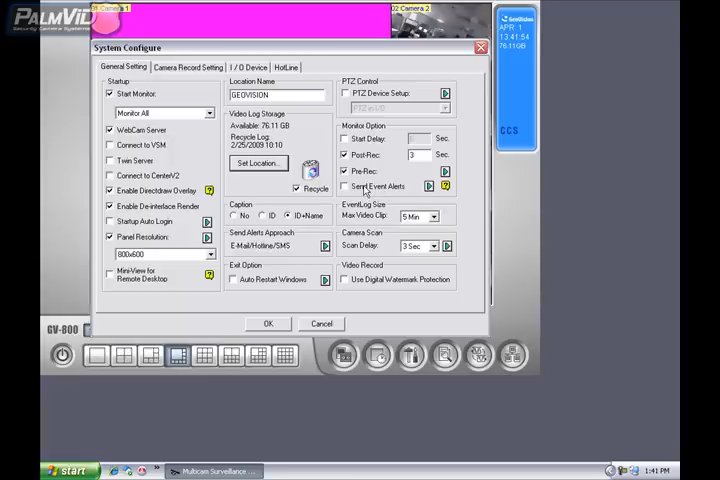 PALMVID
Security Camera Systems
01 Camera 1
02 Camera 2
GeoVision
APR 1
13:41:54
76.11GB
CCS
System Configure
General Setting
Camera Record Setting
I / O Device
HotLine
Startup
Start Monitor:
Monitor All
WebCam Server
Connect to VSM
Twin Server
Connect to CenterV2
Enable Directdraw Overlay
Enable De-interlace Render
Startup Auto Login
Panel Resolution:
800x600
Mini-View for
Remote Desktop
Location Name
GEOVISION
Video Log Storage
Available: 76.11 GB
Recycle Log:
2/25/2009 10:10
Set Location...
Recycle
Caption
No
ID
ID+Name
Send Alerts Approach
E-Mail/Hotline/SMS
Exit Option
Auto Restart Windows
PTZ Control
PTZ Device Setup:
Monitor Option
Start Delay:
Sec.
Post-Rec:
3
Sec.
Pre-Rec:
Send Event Alerts
EventLog Size
Max Video Clip:
5 Min
Camera Scan
Scan Delay:
3 Sec
Video Record
Use Digital Watermark Protection
OK
Cancel
GV-800
start
Multicam Surveillance ...
1:41 PM